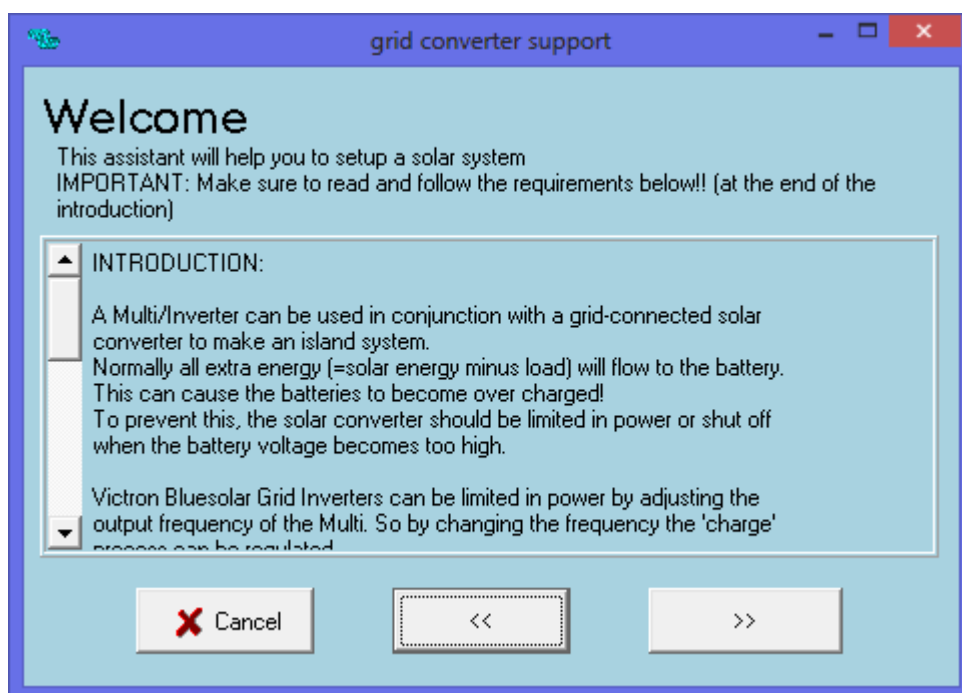 grid converter support
Welcome
This assistant will help you to setup a solar system
IMPORTANT: Make sure to read and follow the requirements below!! (at the end of the
introduction)
INTRODUCTION:
A Multi/Inverter can be used in conjunction with a grid-connected solar
converter to make an island system.
Normally all extra energy (=solar energy minus load) will flow to the battery.
This can cause the batteries to become over charged!
To prevent this, the solar converter should be limited in power or shut off
when the battery voltage becomes too high.
Victron Bluesolar Grid Inverters can be limited in power by adjusting the
output frequency of the Multi. So by changing the frequency the 'charge'
process can be regulated
Cancel
<<
>>